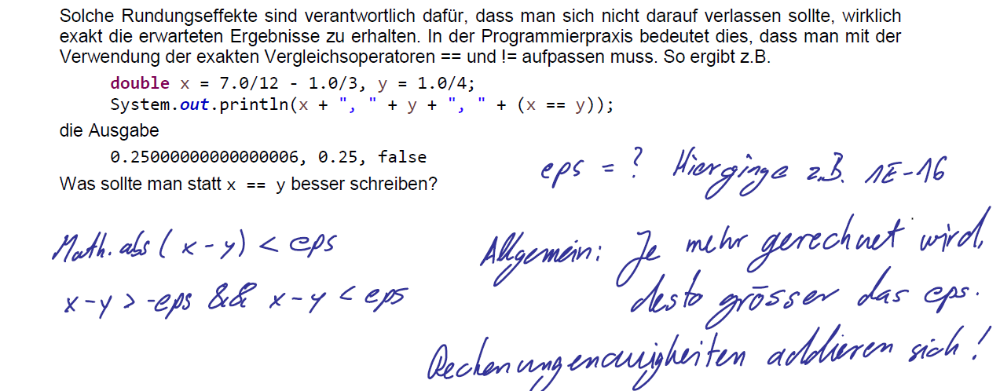 Solche Rundungseffekte sind verantwortlich dafür, dass man sich nicht darauf verlassen sollte, wirklich
exakt die erwarteten Ergebnisse zu erhalten. In der Programmierpraxis bedeutet dies, dass man mit der
Verwendung der exakten Vergleichsoperatoren == und != aufpassen muss. So ergibt z.B.
double x = 7.0/12 - 1.0/3, y = 1.0/4;
System.out.println(x + ", " + y + ", " + (x == y));
die Ausgabe
0.25000000000000006, 0.25, false
eps = ? Hier ginge z.B. 1E-16
Was sollte man statt x == y besser schreiben?
Math.abs(x-y) < eps
Allgemein: Je mehr gerechnet wird,
x-y > -eps && x-y < eps
desto grösser das eps.
Rechenungenauigkeiten addieren sich!